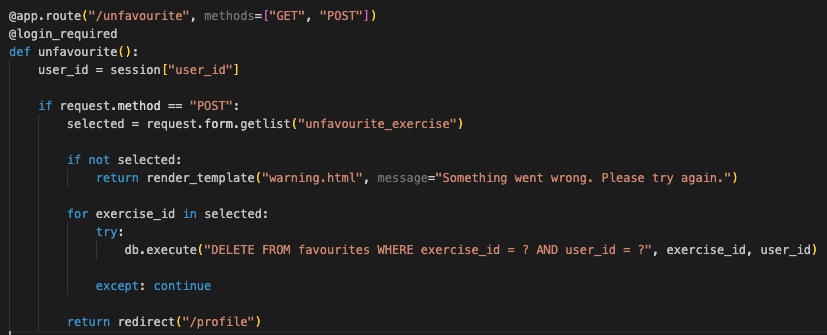 @app.route("/unfavourite", methods=["GET", "POST"])
@login_required
def unfavourite():
    user_id = session["user_id"]

    if request.method == "POST":
        selected = request.form.getlist("unfavourite_exercise")

        if not selected:
            return render_template("warning.html", message="Something went wrong. Please try again.")

        for exercise_id in selected:
            try:
                db.execute("DELETE FROM favourites WHERE exercise_id = ? AND user_id = ?", exercise_id, user_id)

            except: continue

        return redirect("/profile")